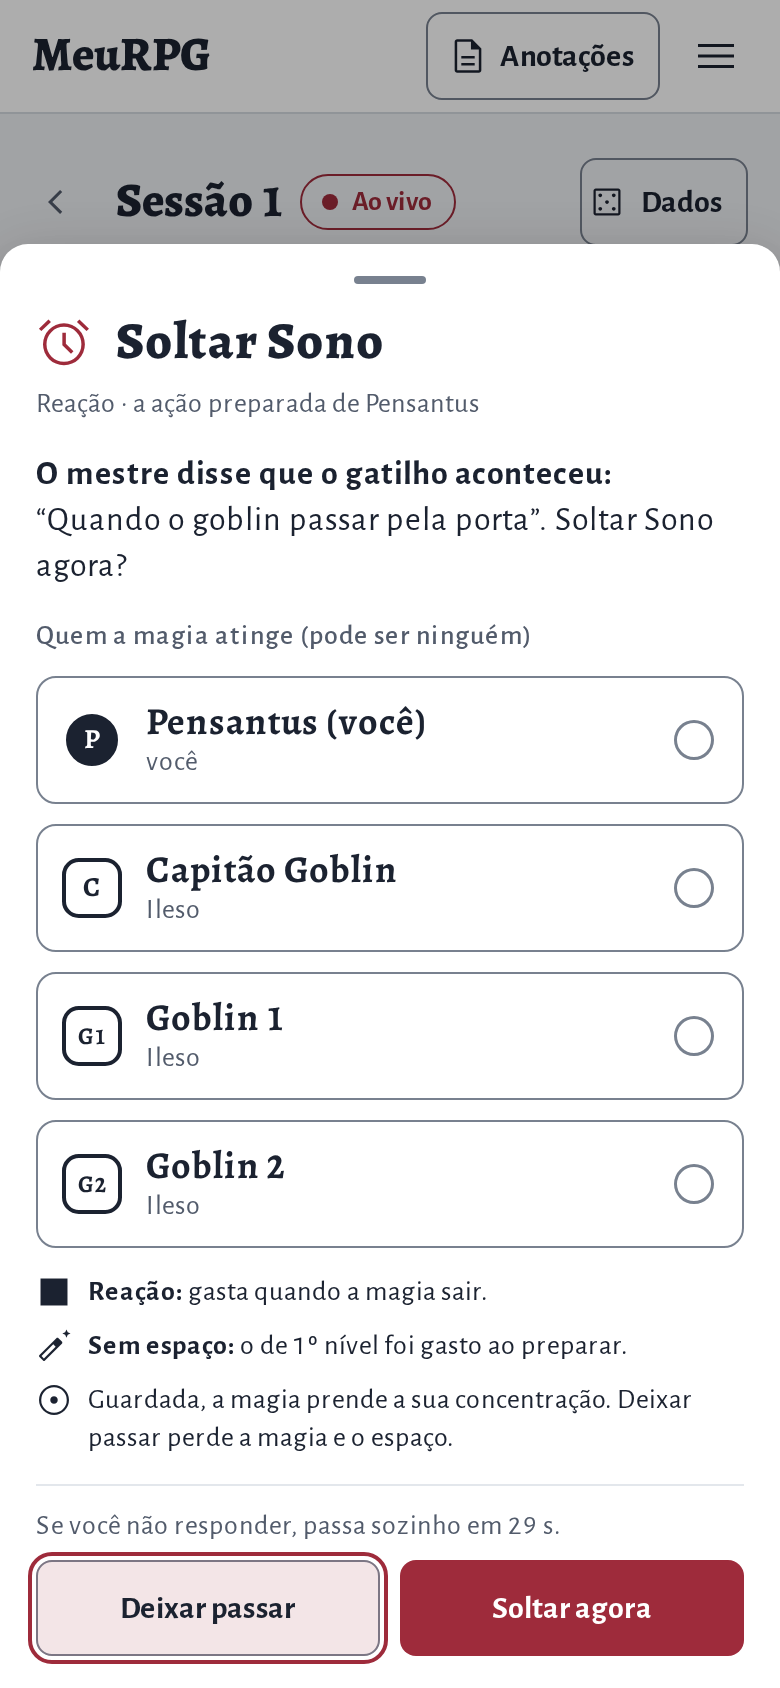 MeuRPG
Anotações
Sessão 1
Ao vivo
Dados
Soltar Sono
Reação · a ação preparada de Pensantus
O mestre disse que o gatilho aconteceu:
“Quando o goblin passar pela porta”. Soltar Sono
agora?
Quem a magia atinge (pode ser ninguém)
P
Pensantus (você)
você
C
Capitão Goblin
Ileso
G1
Goblin 1
Ileso
G2
Goblin 2
Ileso
Reação: gasta quando a magia sair.
Sem espaço: o de 1º nível foi gasto ao preparar.
Guardada, a magia prende a sua concentração. Deixar
passar perde a magia e o espaço.
Se você não responder, passa sozinho em 29 s.
Deixar passar
Soltar agora